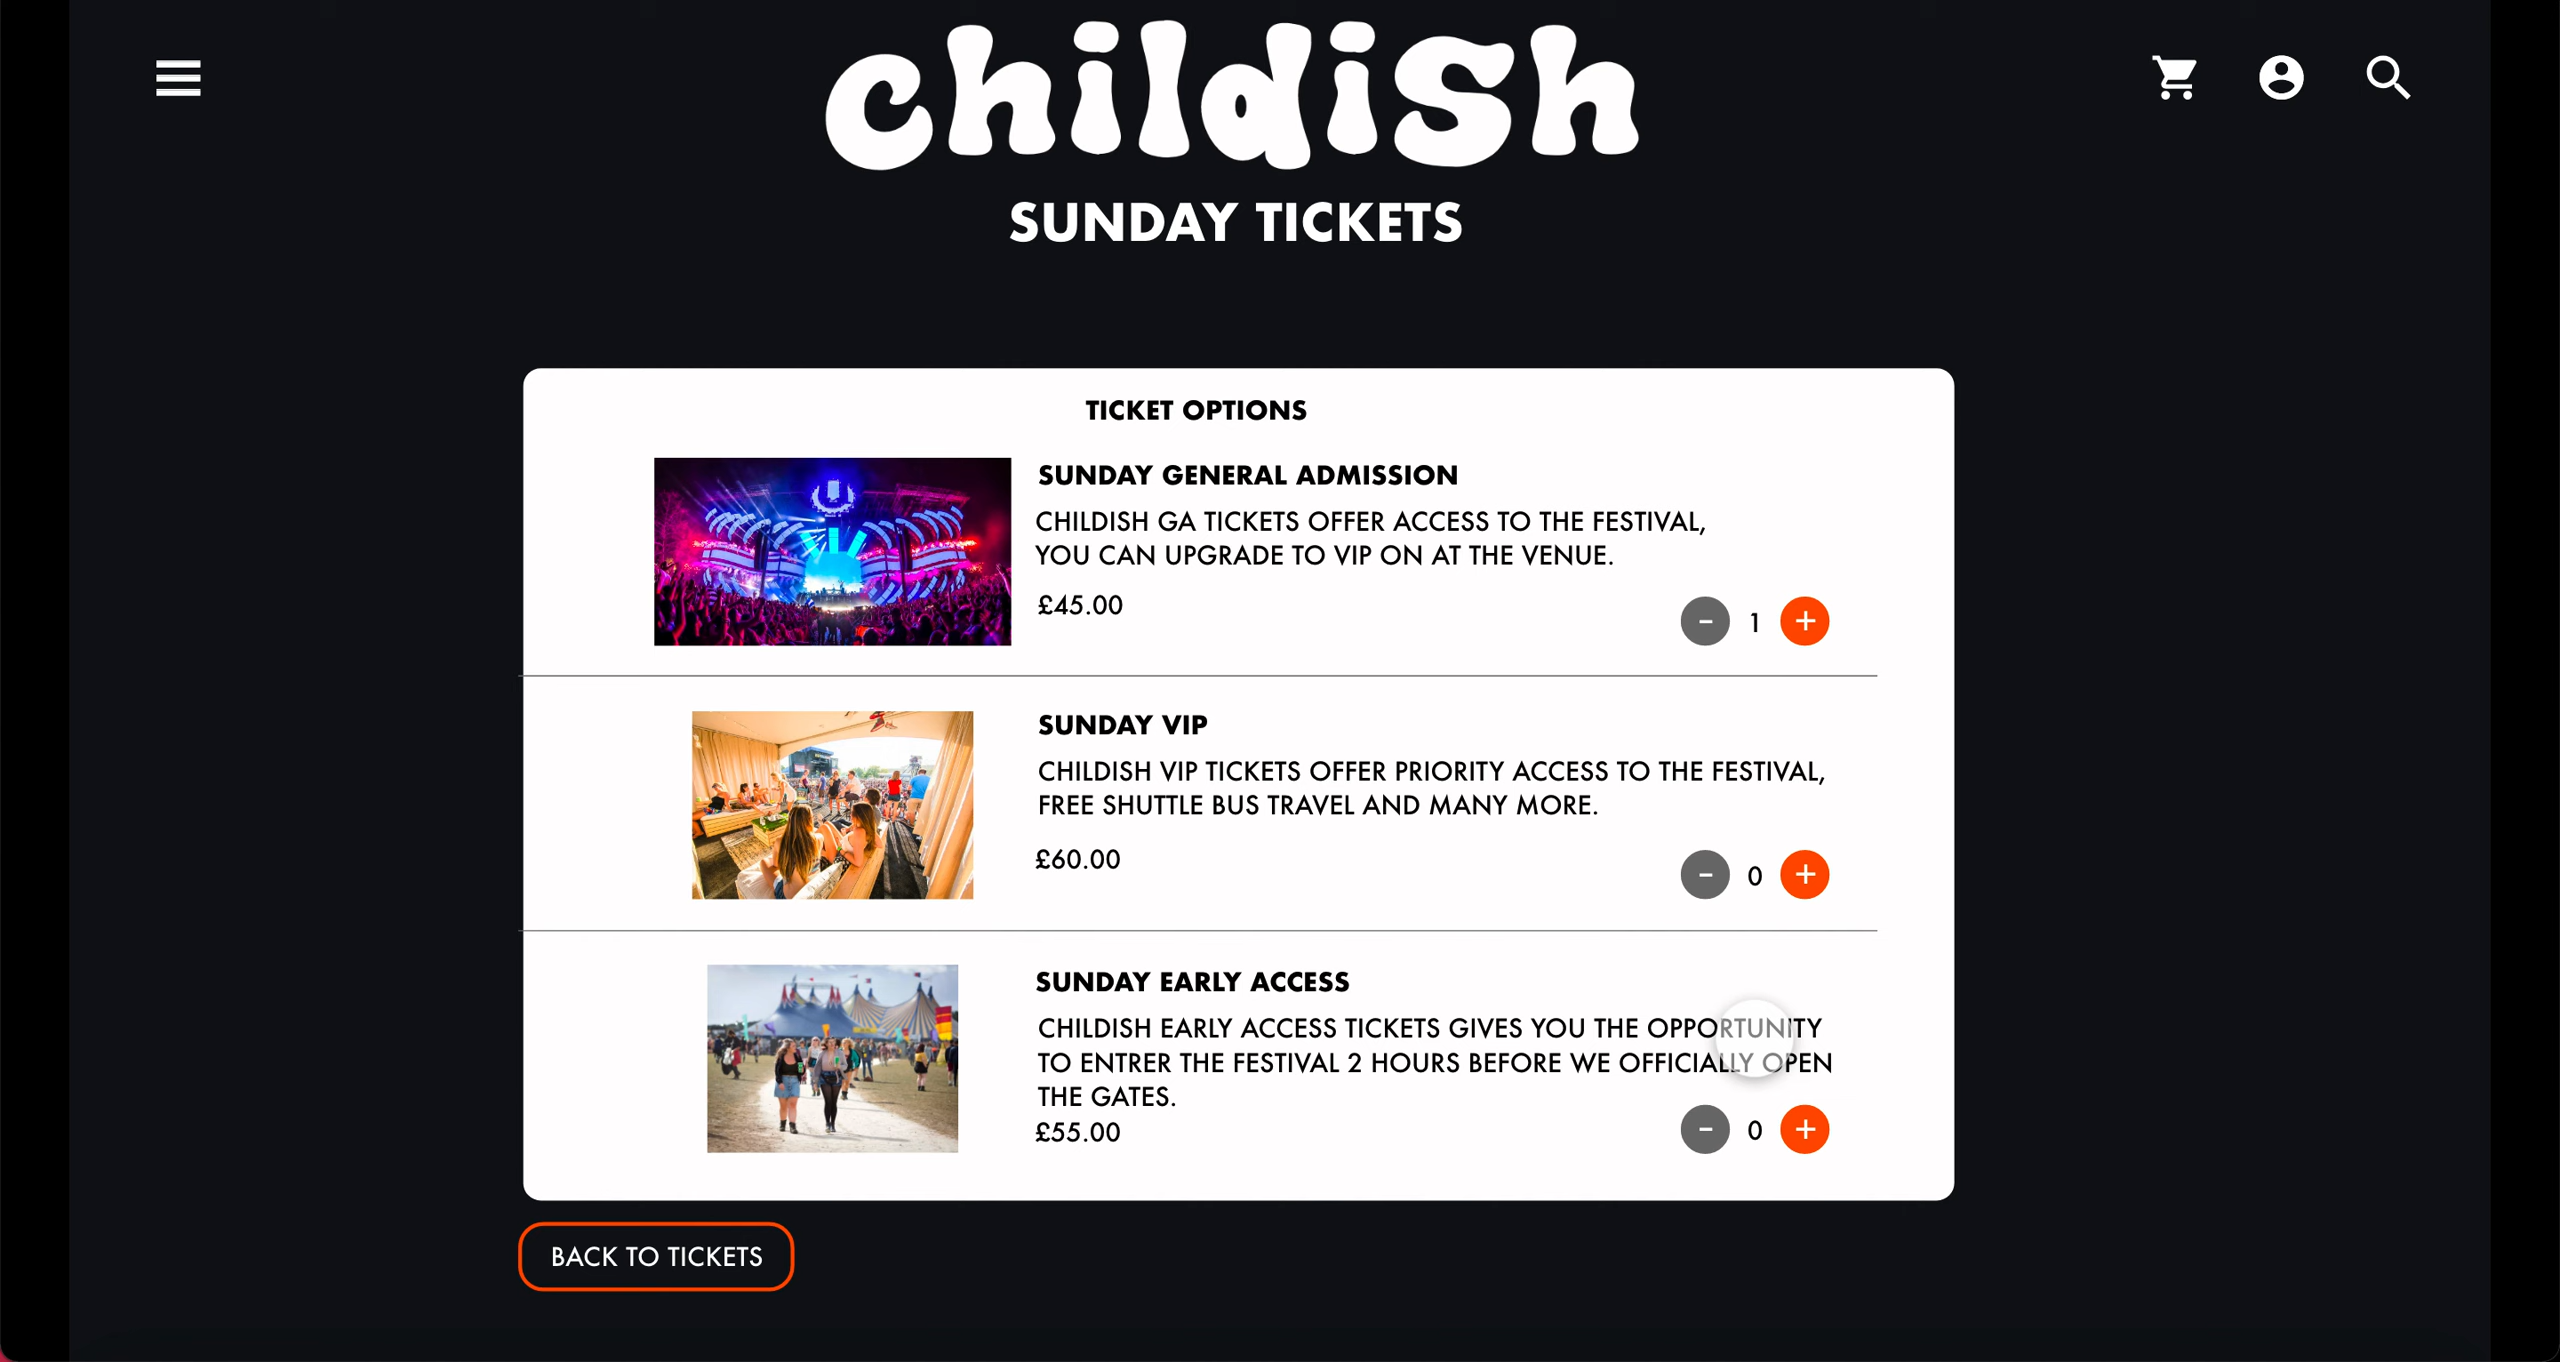 childiSh
SUNDAY TICKETS
TICKET OPTIONS
SUNDAY GENERAL ADMISSION
CHILDISH GA TICKETS OFFER ACCESS TO THE FESTIVAL,
YOU CAN UPGRADE TO VIP ON AT THE VENUE.
£45.00
- 1 +
SUNDAY VIP
CHILDISH VIP TICKETS OFFER PRIORITY ACCESS TO THE FESTIVAL,
FREE SHUTTLE BUS TRAVEL AND MANY MORE.
£60.00
- 0 +
SUNDAY EARLY ACCESS
CHILDISH EARLY ACCESS TICKETS GIVES YOU THE OPPORTUNITY
TO ENTRER THE FESTIVAL 2 HOURS BEFORE WE OFFICIALLY OPEN
THE GATES.
£55.00
- 0 +
BACK TO TICKETS